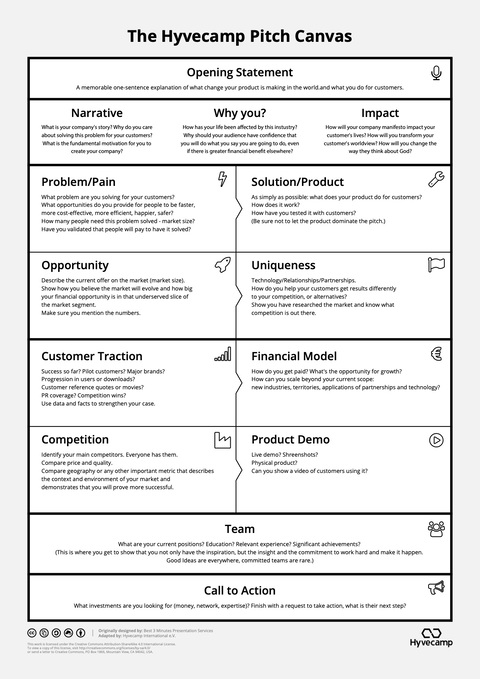 The Hyvecamp Pitch Canvas
Opening Statement
A memorable one-sentence explanation of what change your product is making in the world.and what you do for customers.
Narrative
What is your company's story? Why do you care
about solving this problem for your customers?
What is the fundamental motivation for you to
create your company?
Why you?
How has your life been affected by this industry?
Why should your audience have confidence that
you will do what you say you are going to do, even
if there is greater financial benefit elsewhere?
Impact
How will your company manifesto impact your
customer's lives? How will you transform your
customer's worldview? How will you change the
way they think about God?
Problem/Pain
What problem are you solving for your customers?
What opportunities do you provide for people to be faster,
more cost-effective, more efficient, happier, safer?
How many people need this problem solved - market size?
Have you validated that people will pay to have it solved?
Solution/Product
As simply as possible: what does your product do for customers?
How does it work?
How have you tested it with customers?
(Be sure not to let the product dominate the pitch.)
Opportunity
Describe the current offer on the market (market size).
Show how you believe the market will evolve and how big
your financial opportunity is in that underserved slice of
the market segment.
Make sure you mention the numbers.
Uniqueness
Technology/Relationships/Partnerships.
How do you help your customers get results differently
to your competition, or alternatives?
Show you have researched the market and know what
competition is out there.
Customer Traction
Success so far? Pilot customers? Major brands?
Progression in users or downloads?
Customer reference quotes or movies?
PR coverage? Competition wins?
Use data and facts to strengthen your case.
Financial Model
How do you get paid? What's the opportunity for growth?
How can you scale beyond your current scope:
new industries, territories, applications of partnerships and technology?
Competition
Identify your main competitors. Everyone has them.
Compare price and quality.
Compare geography or any other important metric that describes
the context and environment of your market and
demonstrates that you will prove more successful.
Product Demo
Live demo? Shreenshots?
Physical product?
Can you show a video of customers using it?
Team
What are your current positions? Education? Relevant experience? Significant achievements?
(This is where you get to show that you not only have the inspiration, but the insight and the commitment to work hard and make it happen.
Good Ideas are everywhere, committed teams are rare.)
Call to Action
What investments are you looking for (money, network, expertise)? Finish with a request to take action, what is their next step?
Originally designed by: Best 3 Minutes Presentation Services
Adapted by: Hyvecamp International e.V.
Hyvecamp